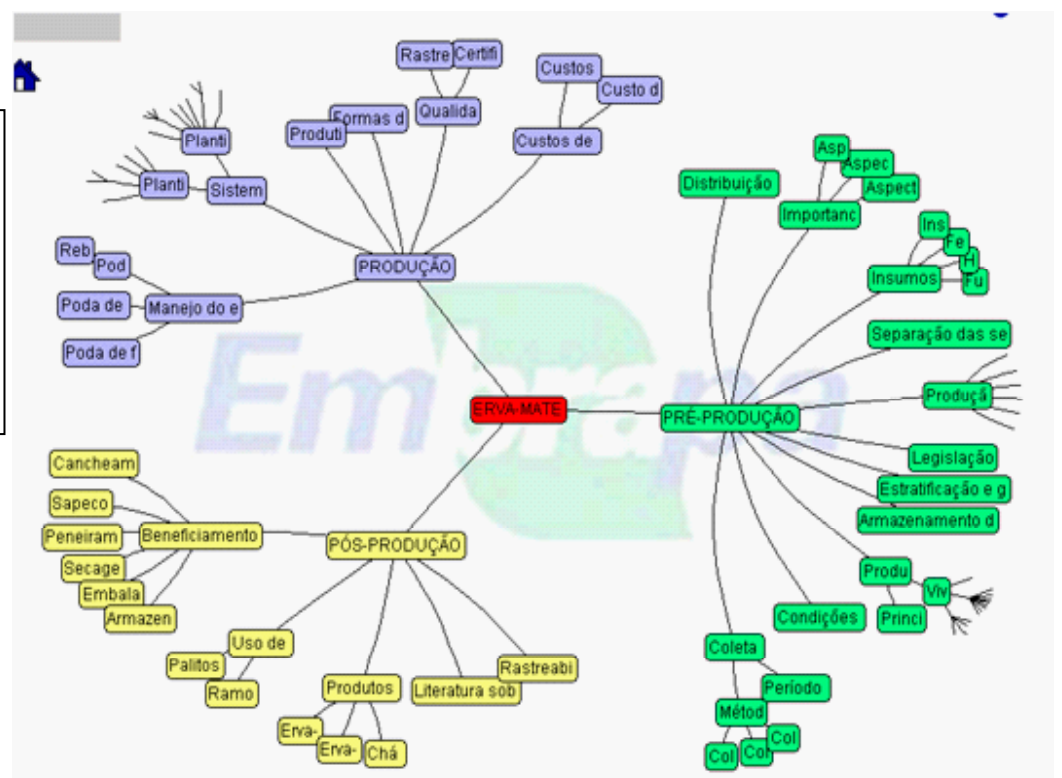 ERVA-MATE
PRODUÇÃO
Rastre
Certifi
Qualida
Custos
Custo d
Custos de
Formas d
Produti
Planti
Planti
Sistem
Reb
Pod
Poda de
Poda de f
Manejo do e
PRÉ-PRODUÇÃO
Distribuição
Asp
Aspec
Aspect
Importanc
Ins
Fe
H
Fu
Insumos
Separação das se
Produçã
Legislação
Estratificação e g
Armazenamento d
Produ
Viv
Princi
Condições
Coleta
Período
Métod
Col
Col
Col
PÓS-PRODUÇÃO
Beneficiamento
Cancheam
Sapeco
Peneiram
Secage
Embala
Armazen
Uso de
Palitos
Ramo
Produtos
Erva-
Erva-
Chá
Literatura sob
Rastreabi
Embrapa